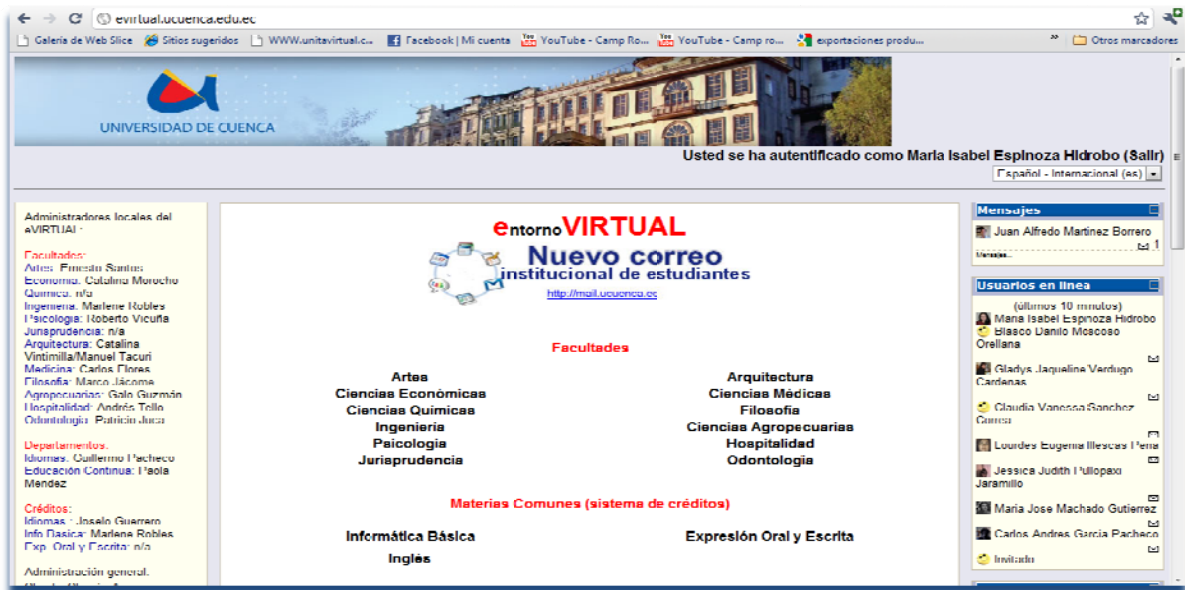 evirtual.ucuenca.edu.ec
Galería de Web Slice
Sitios sugeridos
WWW.unitavirtual.c...
Facebook | Mi cuenta
YouTube - Camp Ro...
YouTube - Camp ro...
exportaciones produ...
»
Otros marcadores
UNIVERSIDAD DE CUENCA
Usted se ha autentificado como Maria Isabel Espinoza Hidrobo (Salir)
Español - Internacional (es)
Administradores locales del
eVIRTUAL:
Facultades:
Artes: Ernesto Santos
Economia: Catalina Morocho
Quimica: n/a
Ingenieria: Marlene Robles
Psicologia: Roberto Vicuña
Jurisprudencia: n/a
Arquitectura: Catalina
Vintimilla/Manuel Tacuri
Medicina: Carlos Flores
Filosofia: Marco Jácome
Agropecuarias: Galo Guzmán
Hospitalidad: Andrés Tello
Odontologia: Patricio Juca
Departamentos:
Idiomas: Guillermo Pacheco
Educación Continua: Paola
Mendez
Créditos:
Idiomas : Joselo Guerrero
Info Basica: Marlene Robles
Exp. Oral y Escrita: n/a
Administración general:
entornoVIRTUAL
Nuevo correo
institucional de estudiantes
http://mail.ucuenca.ec
Facultades
Artes
Arquitectura
Ciencias Económicas
Ciencias Médicas
Ciencias Químicas
Filosofía
Ingeniería
Ciencias Agropecuarias
Psicología
Hospitalidad
Jurisprudencia
Odontología
Materias Comunes (sistema de créditos)
Informática Básica
Expresión Oral y Escrita
Inglés
Mensajes
Juan Alfredo Martinez Borrero
1
Mensajes...
Usuarios en línea
(últimos 10 minutos)
Maria Isabel Espinoza Hidrobo
Blasco Danilo Moscoso
Orellana
Gladys Jaqueline Verdugo
Cardenas
Claudia Vanessa Sanchez
Correa
Lourdes Eugenia Illescas Peña
Jessica Judith Pullopaxi
Jaramillo
Maria Jose Machado Gutierrez
Carlos Andres Garcia Pacheco
Invitado